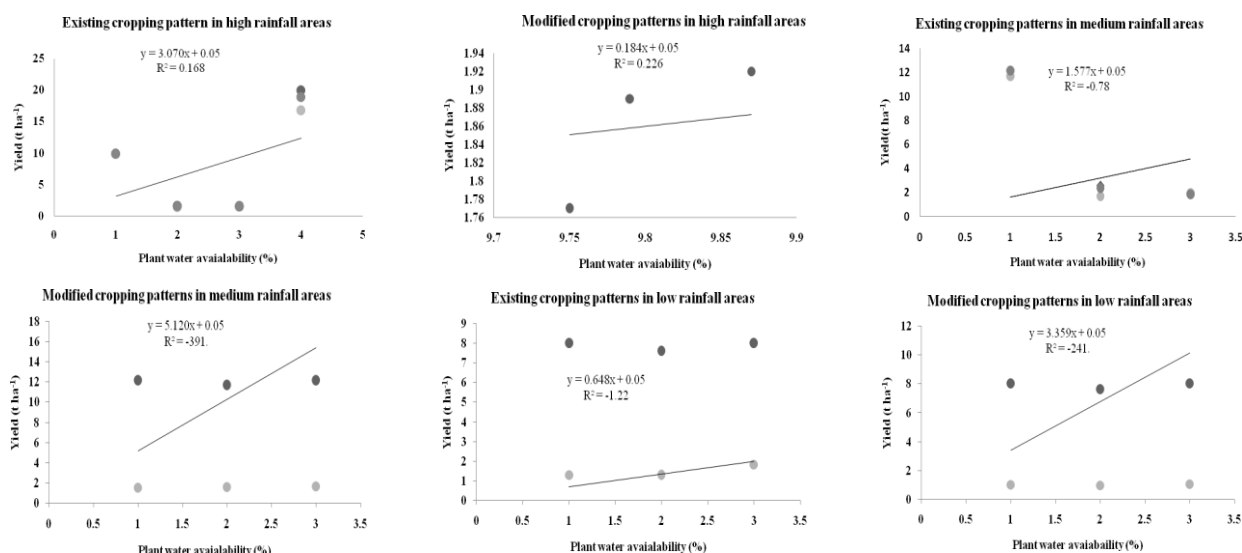 Existing cropping pattern in high rainfall areas
y = 3.070x + 0.05
R² = 0.168
25
20
15
10
5
0
0 1 2 3 4 5
Yield (t ha⁻¹)
Plant water avaialability (%)
Modified cropping patterns in high rainfall areas
y = 0.184x + 0.05
R² = 0.226
1.94
1.92
1.9
1.88
1.86
1.84
1.82
1.8
1.78
1.76
9.7 9.75 9.8 9.85 9.9
Yield (t ha⁻¹)
Plant water avaialability (%)
Existing cropping patterns in medium rainfall areas
y = 1.577x + 0.05
R² = -0.78
14
12
10
8
6
4
2
0
0 0.5 1 1.5 2 2.5 3 3.5
Yield (t ha⁻¹)
Plant water avaialability (%)
Modified cropping patterns in medium rainfall areas
y = 5.120x + 0.05
R² = -391.
18
16
14
12
10
8
6
4
2
0
0 0.5 1 1.5 2 2.5 3 3.5
Yield (t ha⁻¹)
Plant water avaialability (%)
Existing cropping patterns in low rainfall areas
y = 0.648x + 0.05
R² = -1.22
9
8
7
6
5
4
3
2
1
0
0 0.5 1 1.5 2 2.5 3 3.5
Yield (t ha⁻¹)
Plant water avaialability (%)
Modified cropping patterns in low rainfall areas
y = 3.359x + 0.05
R² = -241.
12
10
8
6
4
2
0
0 0.5 1 1.5 2 2.5 3 3.5
Yield (t ha⁻¹)
Plant water avaialability (%)